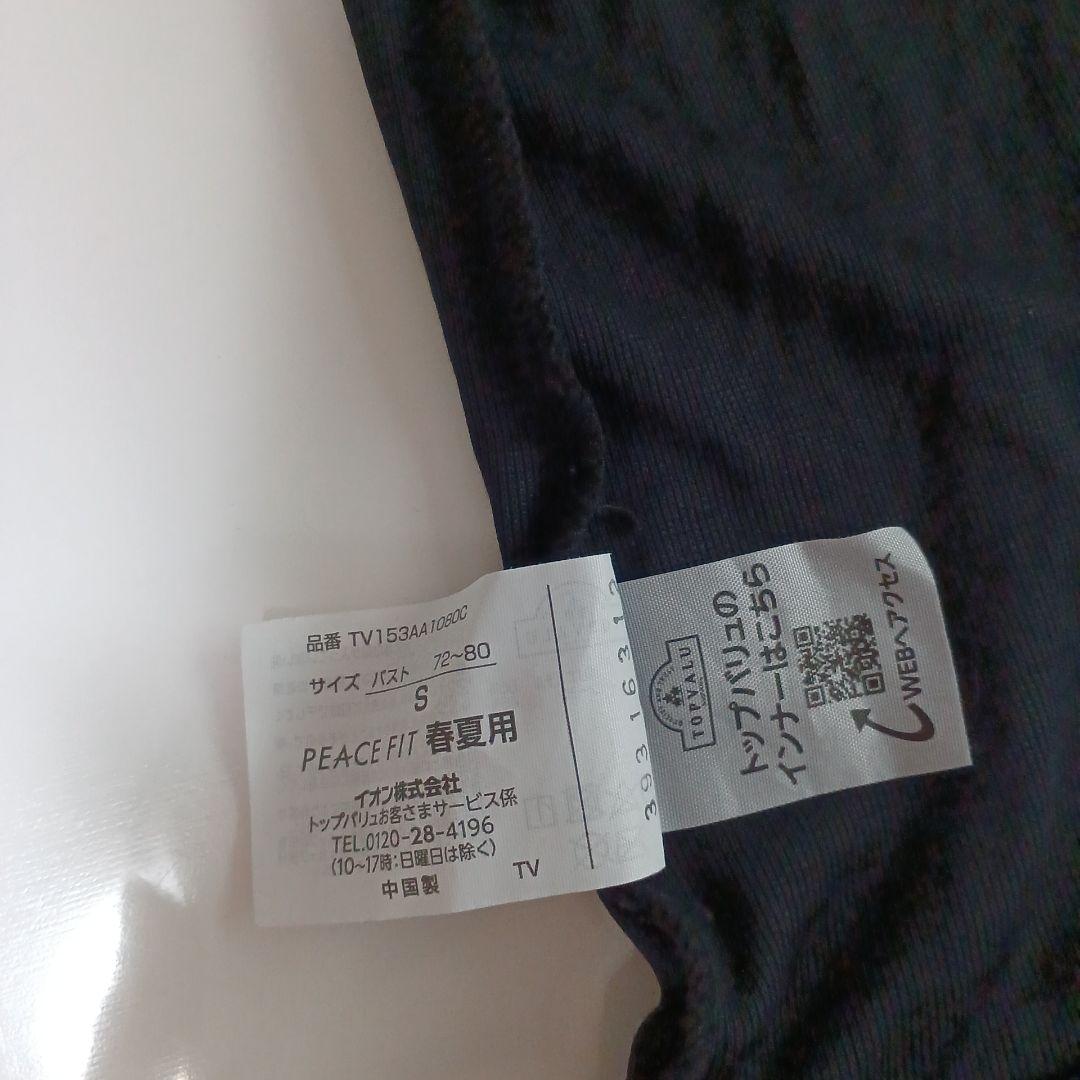 品番 TV153AA1080C
サイズ バスト 72~80
S
PEACE FIT 春夏用
イオン株式会社
トップバリュお客さまサービス係
TEL.0120-28-4196
(10~17時:日曜日は除く)
中国製
TV
TOPVALU
トップバリュの
インナーはこちら
WEBへアクセス